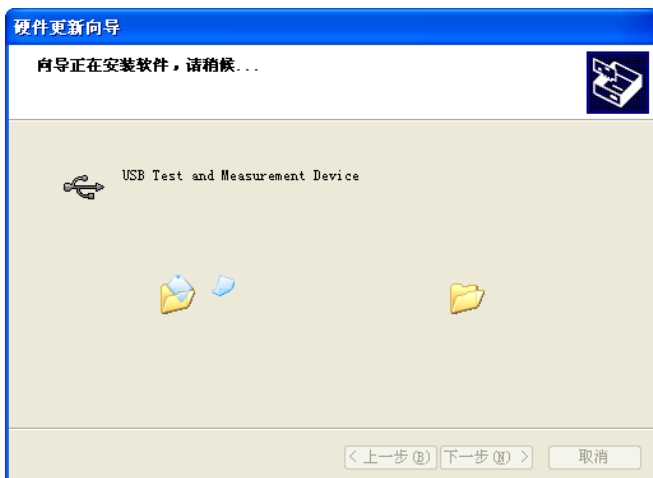 硬件更新向导
向导正在安装软件，请稍候...
USB Test and Measurement Device
< 上一步(B) 下一步(N) > 取消